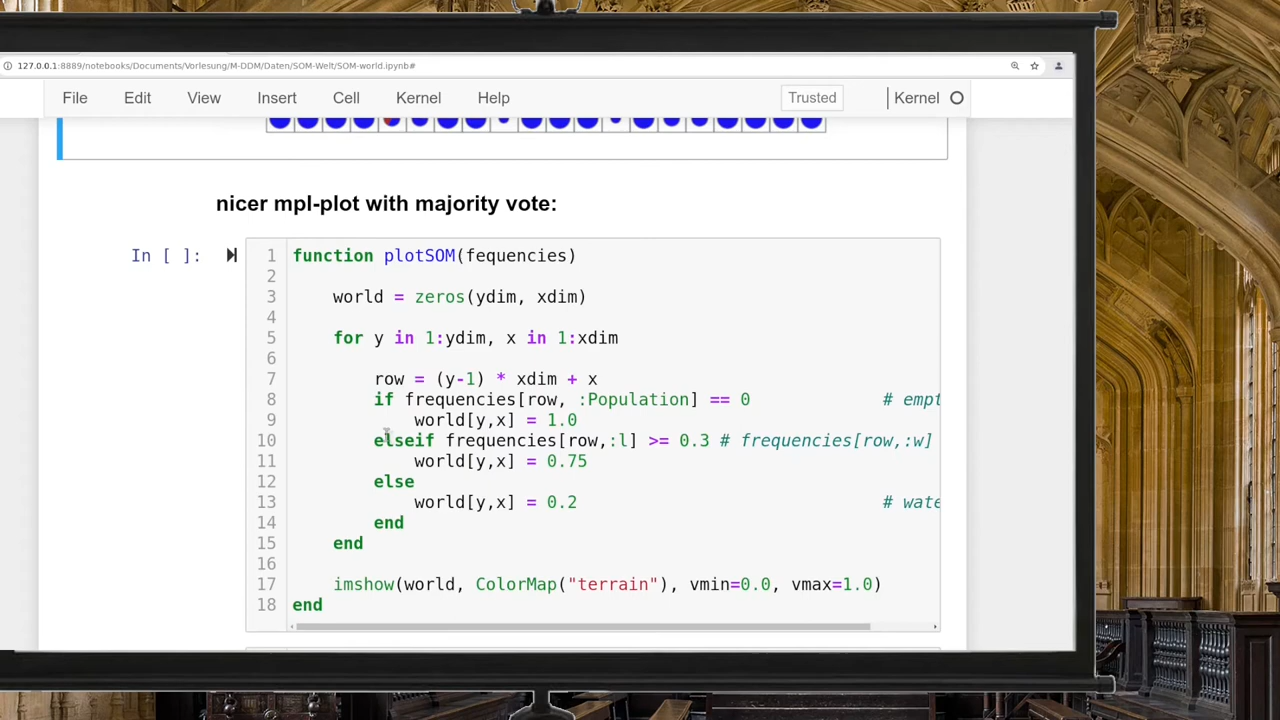 127.0.0.1:8889/notebooks/Documents/Vorlesung/M-DDM/Daten/SOM-Welt/SOM-world.ipynb#
File Edit View Insert Cell Kernel Help Trusted Kernel
nicer mpl-plot with majority vote:
In [ ]:
1 function plotSOM(fequencies)
2
3 world = zeros(ydim, xdim)
4
5 for y in 1:ydim, x in 1:xdim
6
7 row = (y-1) * xdim + x
8 if frequencies[row, :Population] == 0 # empt
9 world[y,x] = 1.0
10 elseif frequencies[row,:l] >= 0.3 # frequencies[row,:w]
11 world[y,x] = 0.75
12 else
13 world[y,x] = 0.2 # wate
14 end
15 end
16
17 imshow(world, ColorMap("terrain"), vmin=0.0, vmax=1.0)
18 end